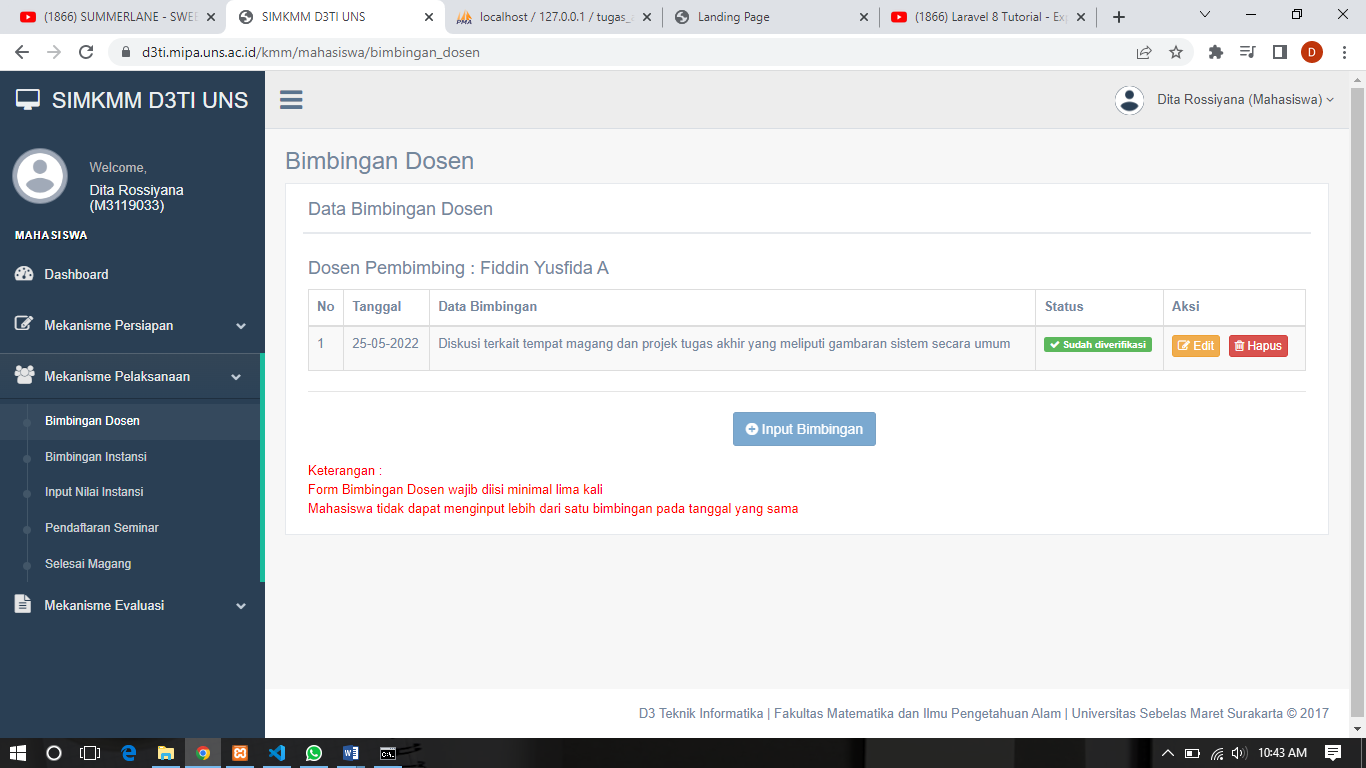 (1866) SUMMERLANE - SWEE
SIMKMM D3TI UNS
localhost / 127.0.0.1 / tugas_a
Landing Page
(1866) Laravel 8 Tutorial - Exp
d3ti.mipa.uns.ac.id/kmm/mahasiswa/bimbingan_dosen
D
SIMKMM D3TI UNS
Dita Rossiyana (Mahasiswa)
Welcome,
Dita Rossiyana
(M3119033)
MAHASISWA
Dashboard
Mekanisme Persiapan
Mekanisme Pelaksanaan
Bimbingan Dosen
Bimbingan Instansi
Input Nilai Instansi
Pendaftaran Seminar
Selesai Magang
Mekanisme Evaluasi
Bimbingan Dosen
Data Bimbingan Dosen
Dosen Pembimbing : Fiddin Yusfida A
No Tanggal Data Bimbingan Status Aksi
1 25-05-2022 Diskusi terkait tempat magang dan projek tugas akhir yang meliputi gambaran sistem secara umum Sudah diverifikasi Edit Hapus
Input Bimbingan
Keterangan :
Form Bimbingan Dosen wajib diisi minimal lima kali
Mahasiswa tidak dapat menginput lebih dari satu bimbingan pada tanggal yang sama
D3 Teknik Informatika | Fakultas Matematika dan Ilmu Pengetahuan Alam | Universitas Sebelas Maret Surakarta © 2017
10:43 AM